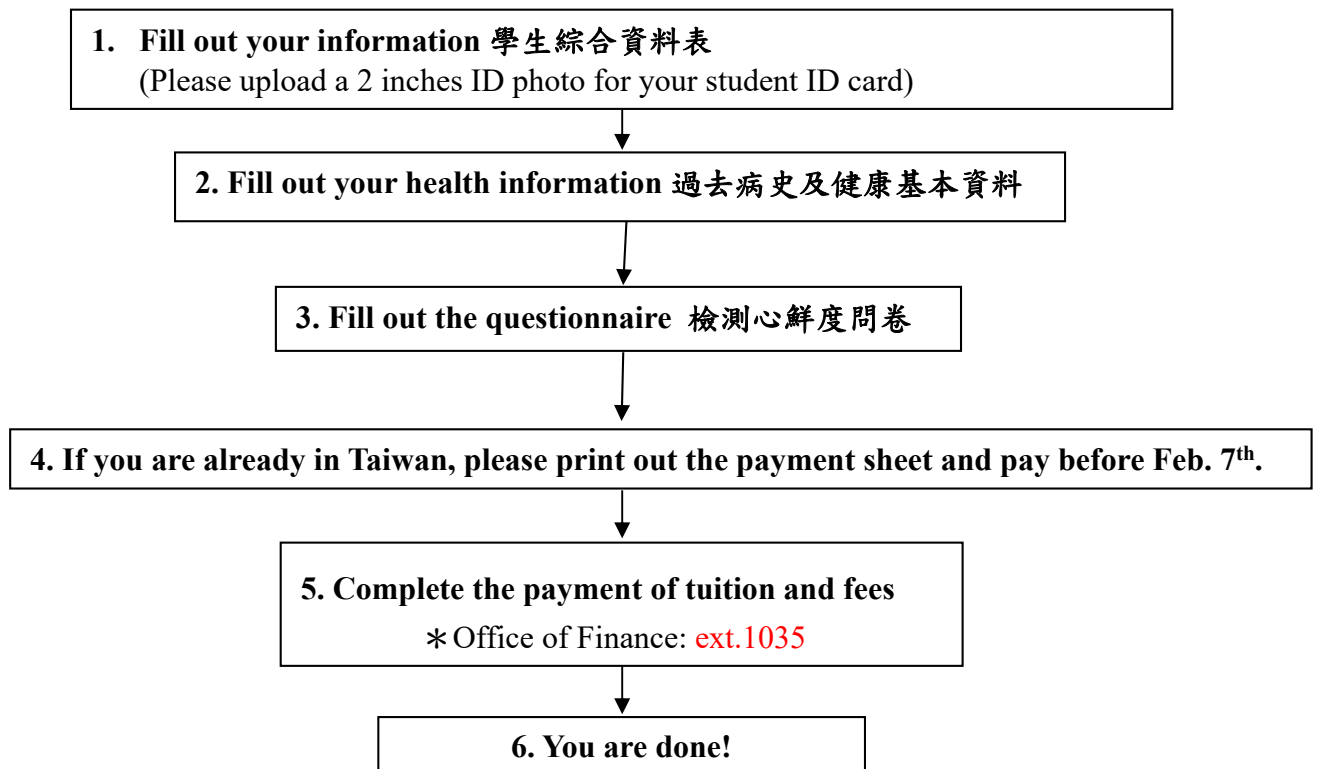 1. Fill out your information 學生綜合資料表
(Please upload a 2 inches ID photo for your student ID card)
2. Fill out your health information 過去病史及健康基本資料
3. Fill out the questionnaire 檢測心鮮度問卷
4. If you are already in Taiwan, please print out the payment sheet and pay before Feb. 7th.
5. Complete the payment of tuition and fees
＊Office of Finance: ext.1035
6. You are done!